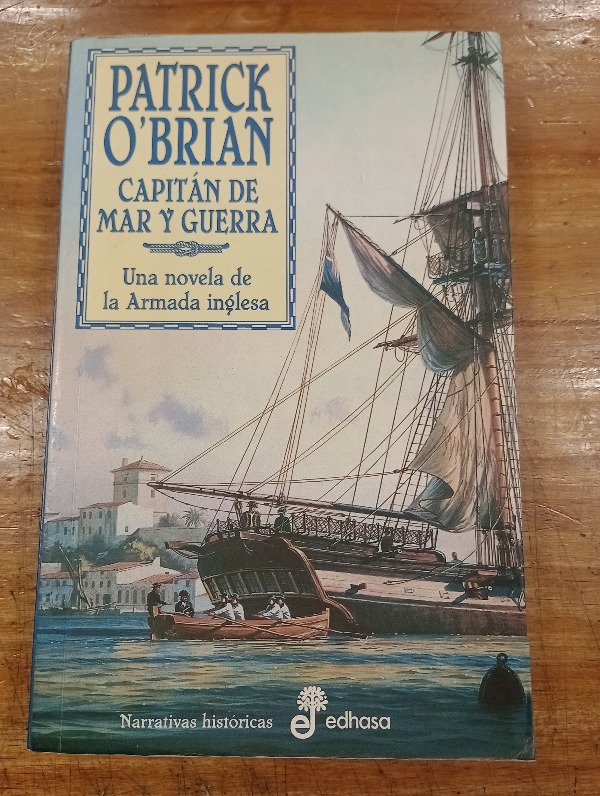 PATRICK
O'BRIAN
CAPITÁN DE
MAR Y GUERRA
Una novela de
la Armada inglesa
Narrativas históricas
edhasa